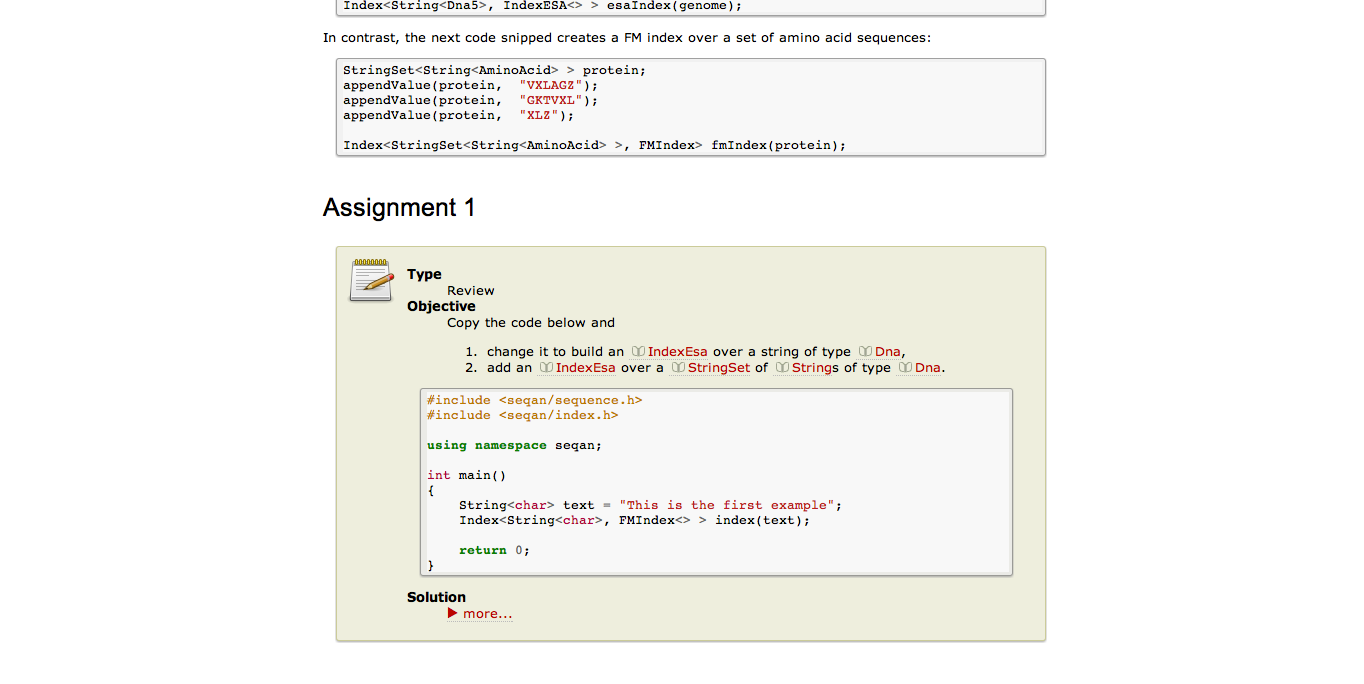 Index<String<Dna5>, IndexESA<> > esaIndex(genome);
In contrast, the next code snipped creates a FM index over a set of amino acid sequences:
StringSet<String<AminoAcid> > protein;
appendValue(protein,  "VXLAGZ");
appendValue(protein,  "GKTVXL");
appendValue(protein,  "XLZ");
Index<StringSet<String<AminoAcid> >, FMIndex> fmIndex(protein);
Assignment 1
Type
Review
Objective
Copy the code below and
1. change it to build an IndexEsa over a string of type Dna,
2. add an IndexEsa over a StringSet of Strings of type Dna.
#include <seqan/sequence.h>
#include <seqan/index.h>
using namespace seqan;
int main()
{
    String<char> text = "This is the first example";
    Index<String<char>, FMIndex<> > index(text);
    return 0;
}
Solution
more...